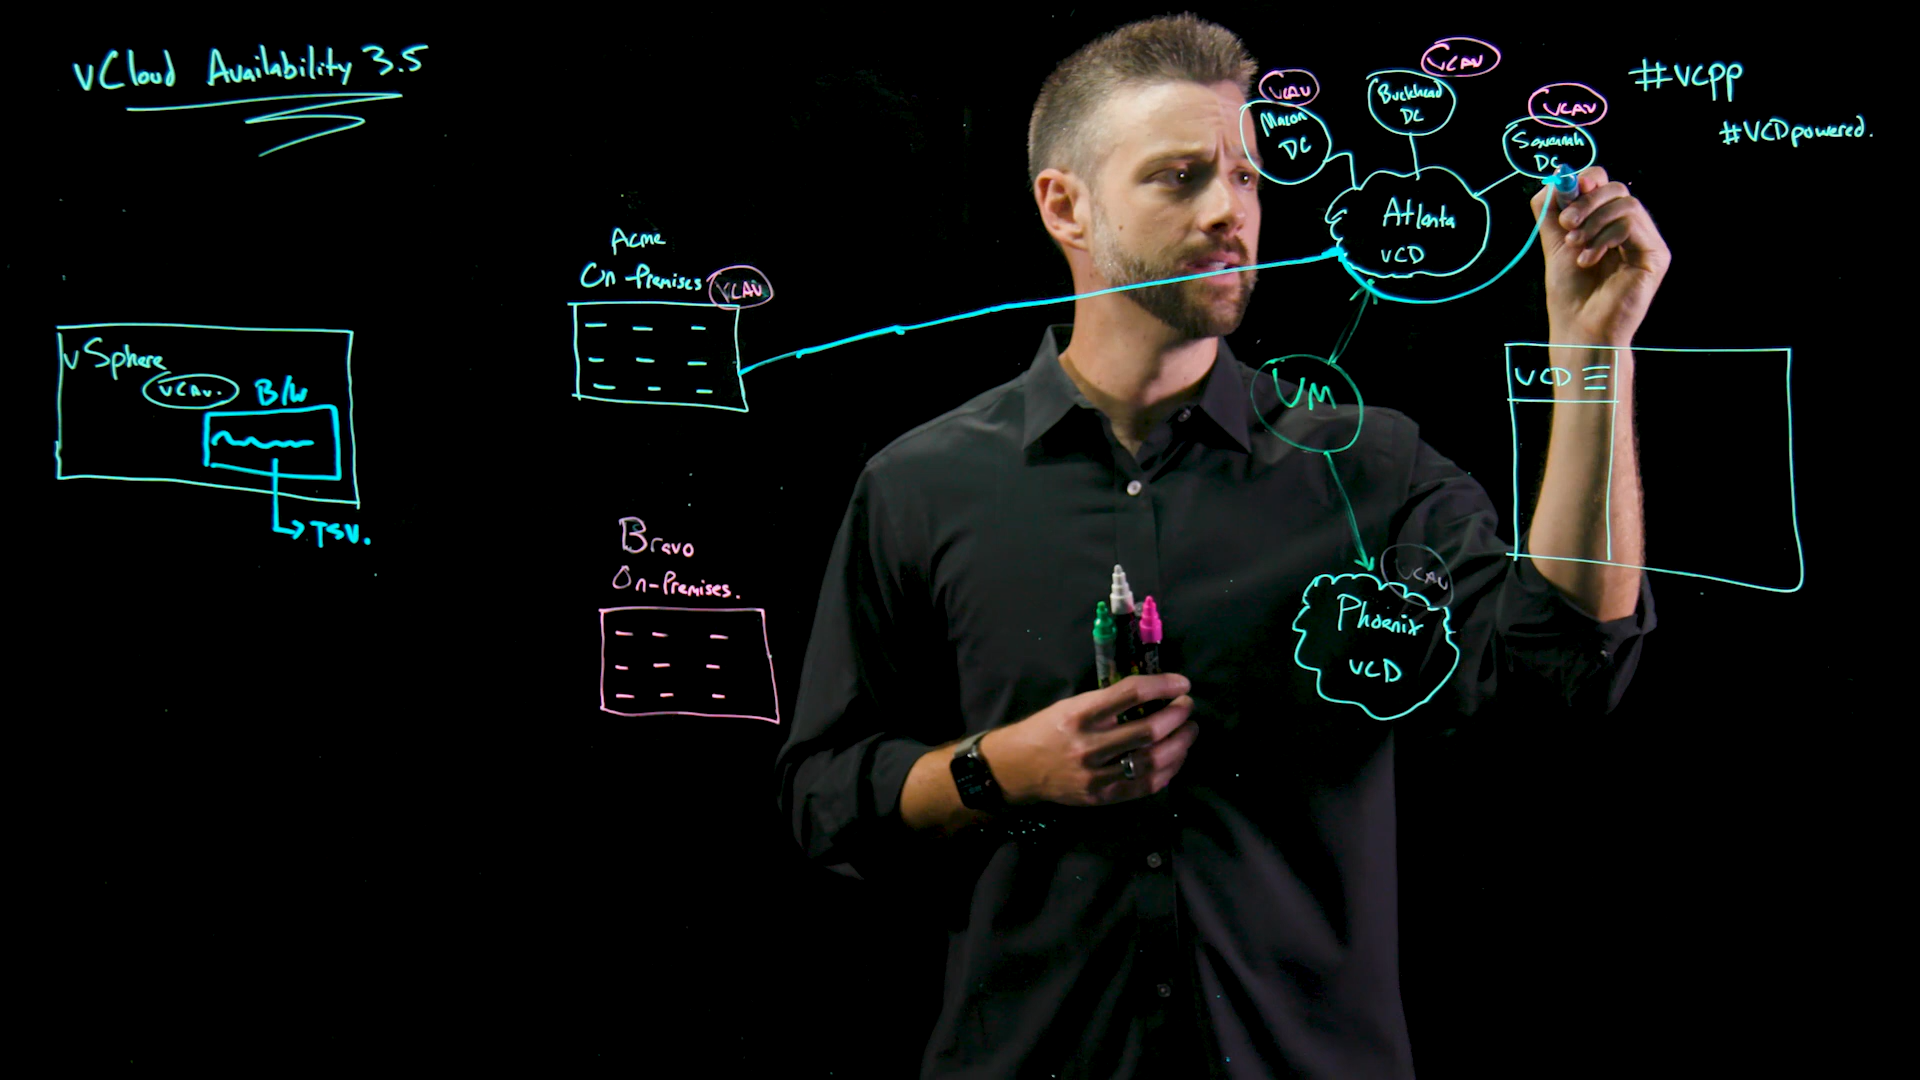 vCloud Availability 3.5
#VCPP
#VCDpowered.
VCAV
Macon
DC
VCAV
Buckhead
DC
VCAV
Savannah
DC
Atlanta
VCD
Acme
On-Premises
VCAV
vSphere
VCAV.
B/W
TSV.
VM
VCD
Bravo
On-Premises.
VCAV
Phoenix
VCD